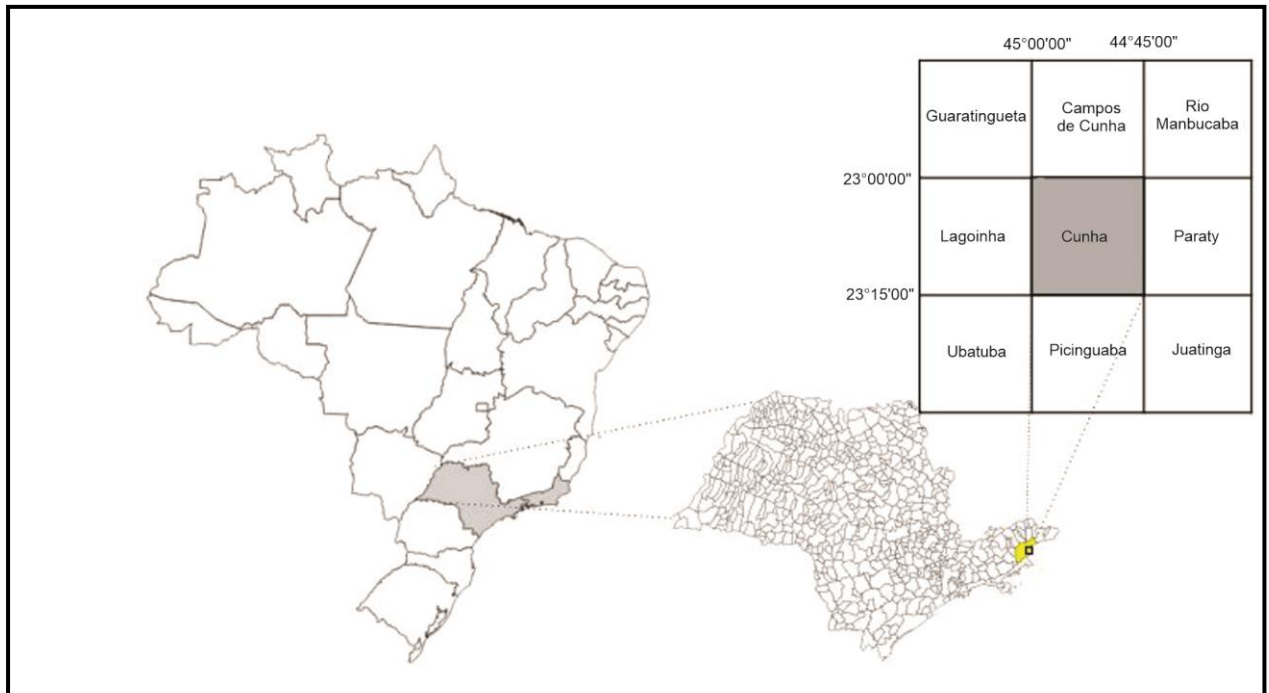 45°00'00" 44°45'00"
Guaratingueta
Campos
de Cunha
Rio
Manbucaba
23°00'00"
Lagoinha
Cunha
Paraty
23°15'00"
Ubatuba
Picinguaba
Juatinga